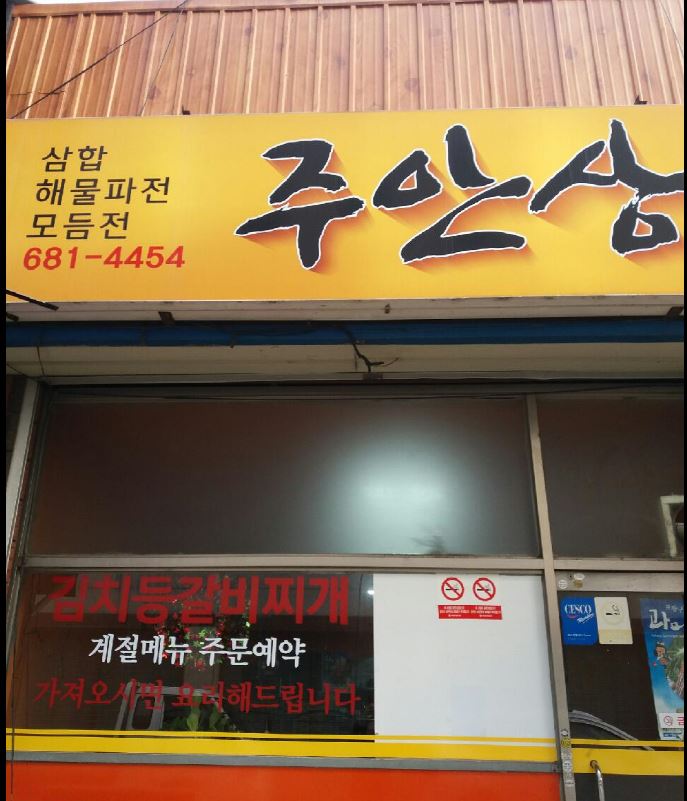 삼합
해물파전
모듬전
681-4454
주안상
김치등갈비찌개
계절메뉴 주문예약
가져오시면 요리해드립니다
CESCO